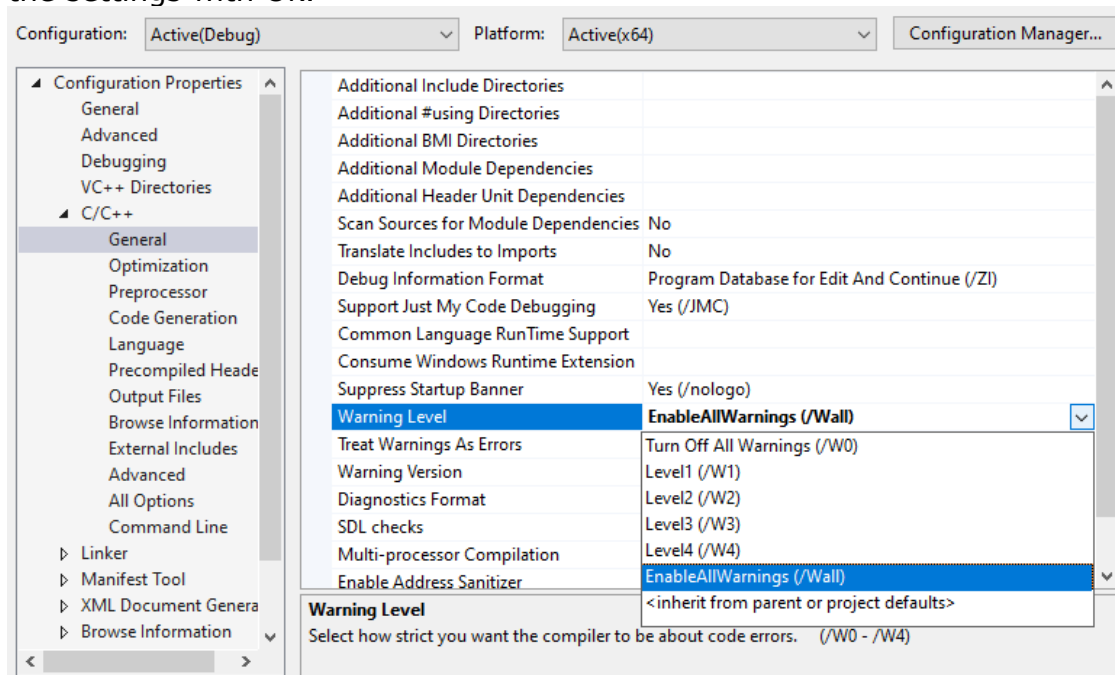 the settings with OK.
Configuration: Active(Debug) Platform: Active(x64) Configuration Manager...
Configuration Properties
General
Advanced
Debugging
VC++ Directories
C/C++
General
Optimization
Preprocessor
Code Generation
Language
Precompiled Heade
Output Files
Browse Information
External Includes
Advanced
All Options
Command Line
Linker
Manifest Tool
XML Document Genera
Browse Information
Additional Include Directories
Additional #using Directories
Additional BMI Directories
Additional Module Dependencies
Additional Header Unit Dependencies
Scan Sources for Module Dependencies No
Translate Includes to Imports No
Debug Information Format Program Database for Edit And Continue (/ZI)
Support Just My Code Debugging Yes (/JMC)
Common Language RunTime Support
Consume Windows Runtime Extension
Suppress Startup Banner Yes (/nologo)
Warning Level EnableAllWarnings (/Wall)
Treat Warnings As Errors
Warning Version
Diagnostics Format
SDL checks
Multi-processor Compilation
Enable Address Sanitizer
Turn Off All Warnings (/W0)
Level1 (/W1)
Level2 (/W2)
Level3 (/W3)
Level4 (/W4)
EnableAllWarnings (/Wall)
<inherit from parent or project defaults>
Warning Level
Select how strict you want the compiler to be about code errors. (/W0 - /W4)